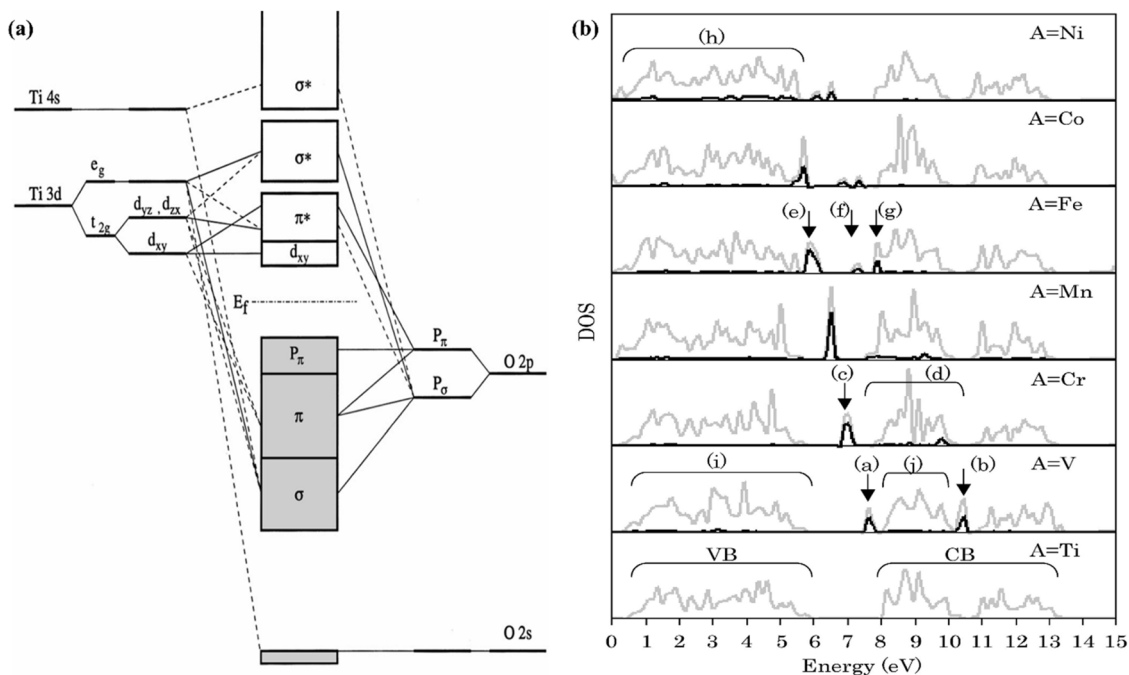 (a)
σ*
Ti 4s
σ*
e_g
Ti 3d
d_yz , d_zx
t_2g
π*
d_xy
d_xy
E_f
P_π
P_π
O 2p
P_σ
π
σ
O 2s
(b)
(h)
A=Ni
A=Co
(e)
(f)
(g)
A=Fe
A=Mn
(c)
(d)
A=Cr
(i)
(a)
(j)
(b)
A=V
VB
CB
A=Ti
DOS
0 1 2 3 4 5 6 7 8 9 10 11 12 13 14 15
Energy (eV)